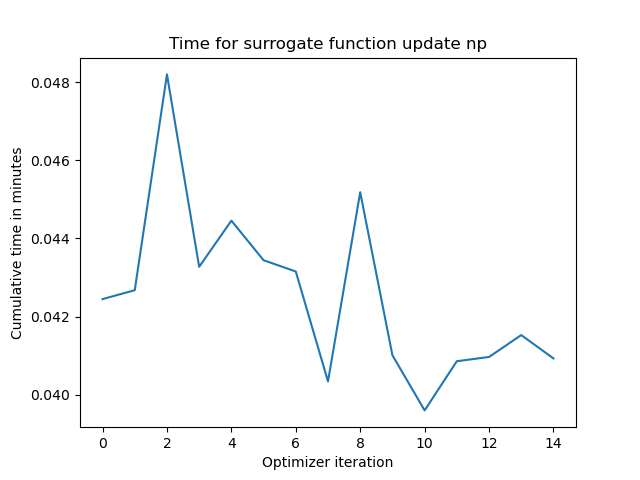 Time for surrogate function update np
Cumulative time in minutes
0.048
0.046
0.044
0.042
0.040
0 2 4 6 8 10 12 14
Optimizer iteration